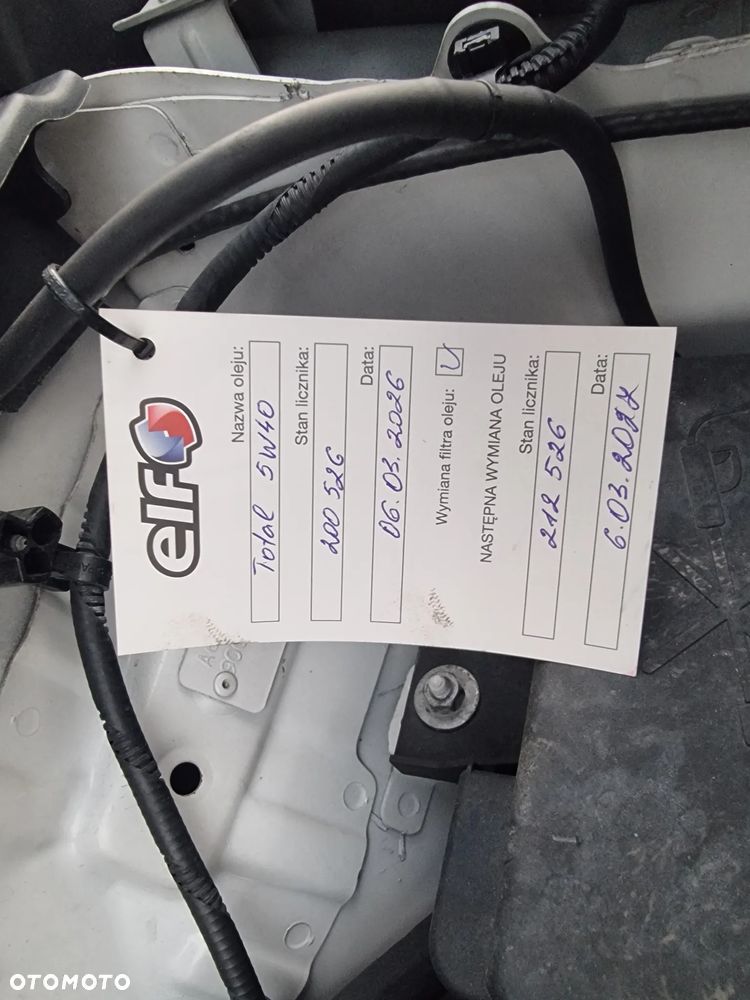 elf
Nazwa oleju:
Total 5W40
Stan licznika:
200 526
Data:
06.03.2026
Wymiana filtra oleju: V
NASTĘPNA WYMIANA OLEJU
Stan licznika:
212 526
Data:
6.03.2027
OTOMOTO